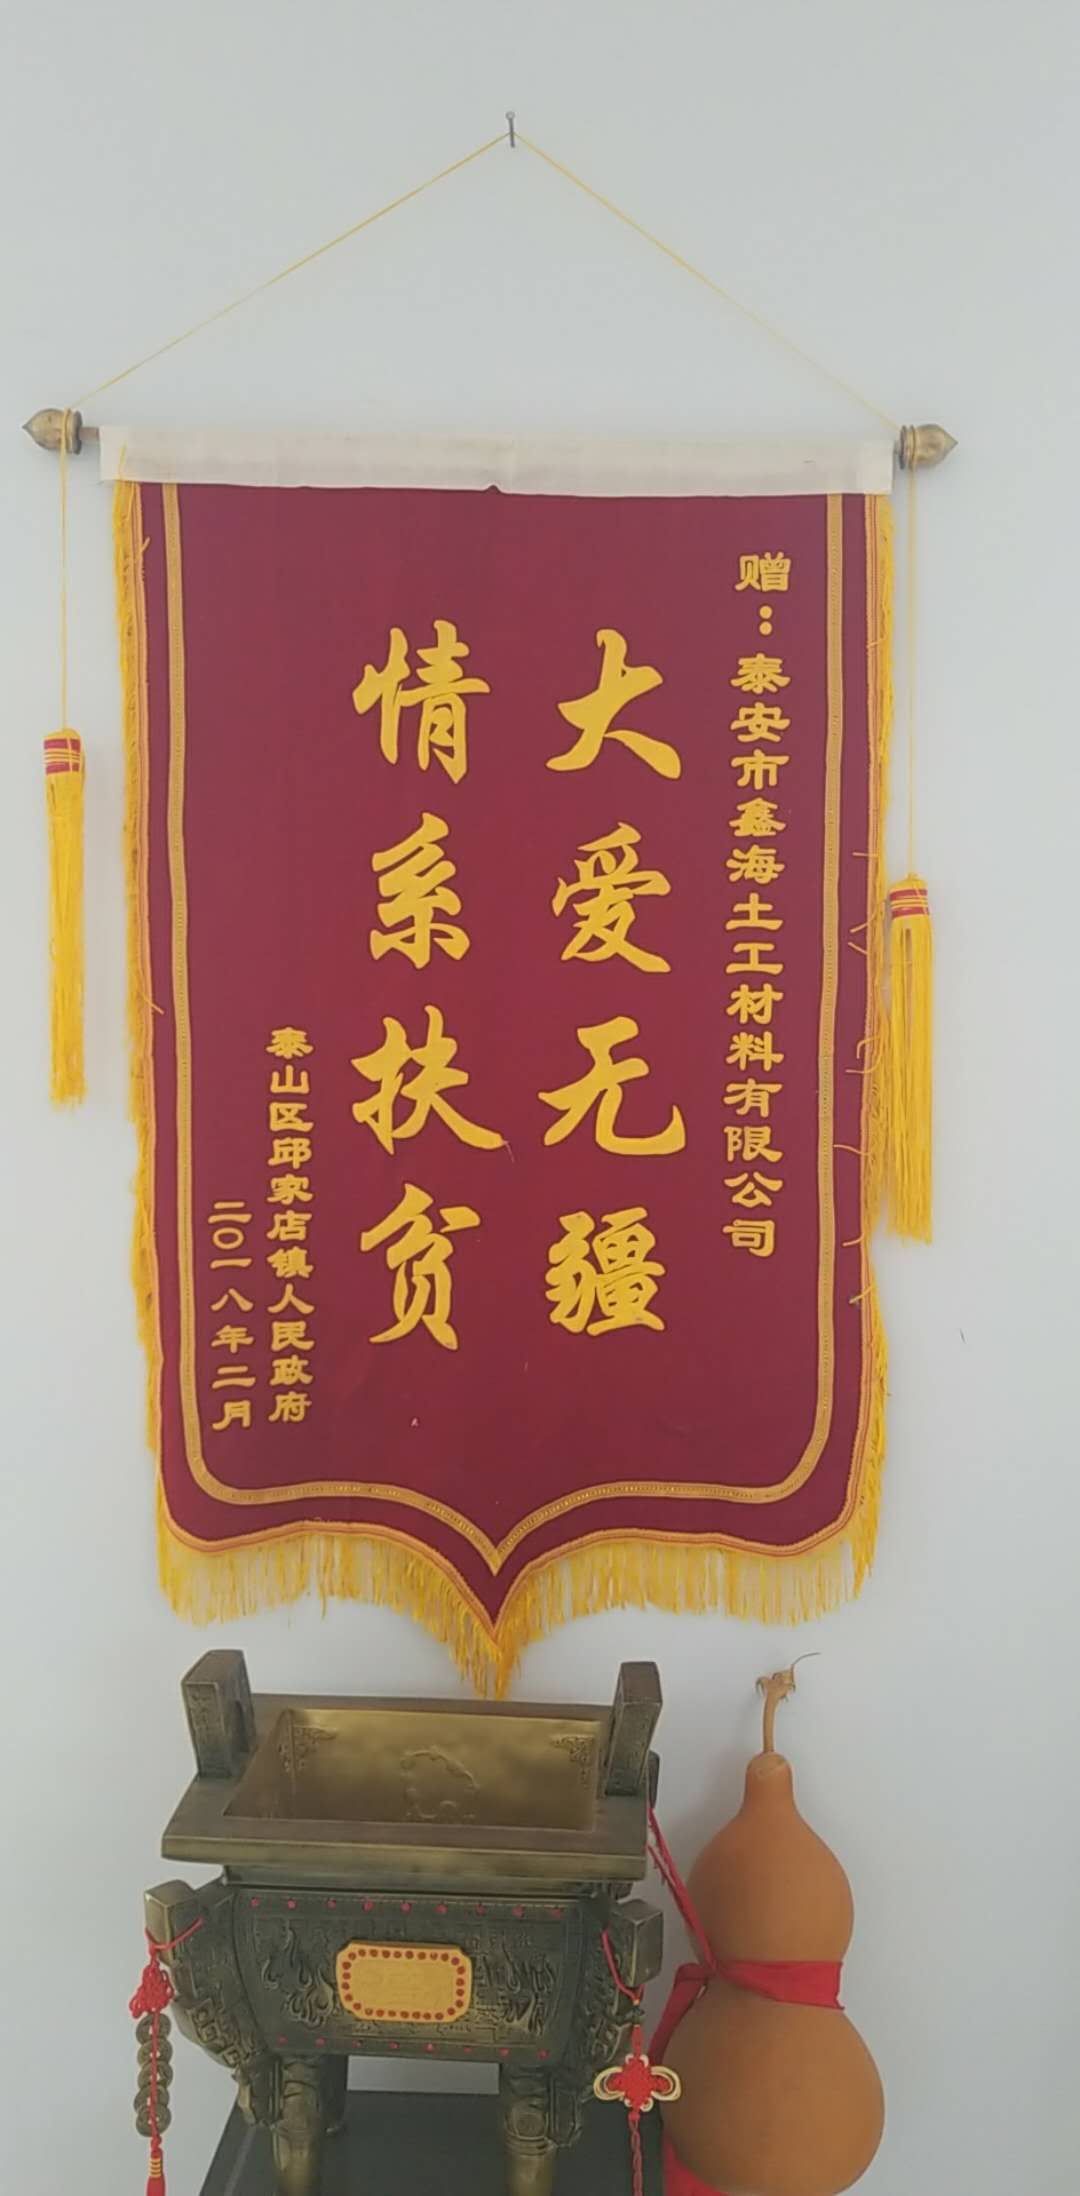 赠：泰安市鑫海土工材料有限公司
大爱无疆
情系扶贫
泰山区邱家店镇人民政府
二〇一八年二月